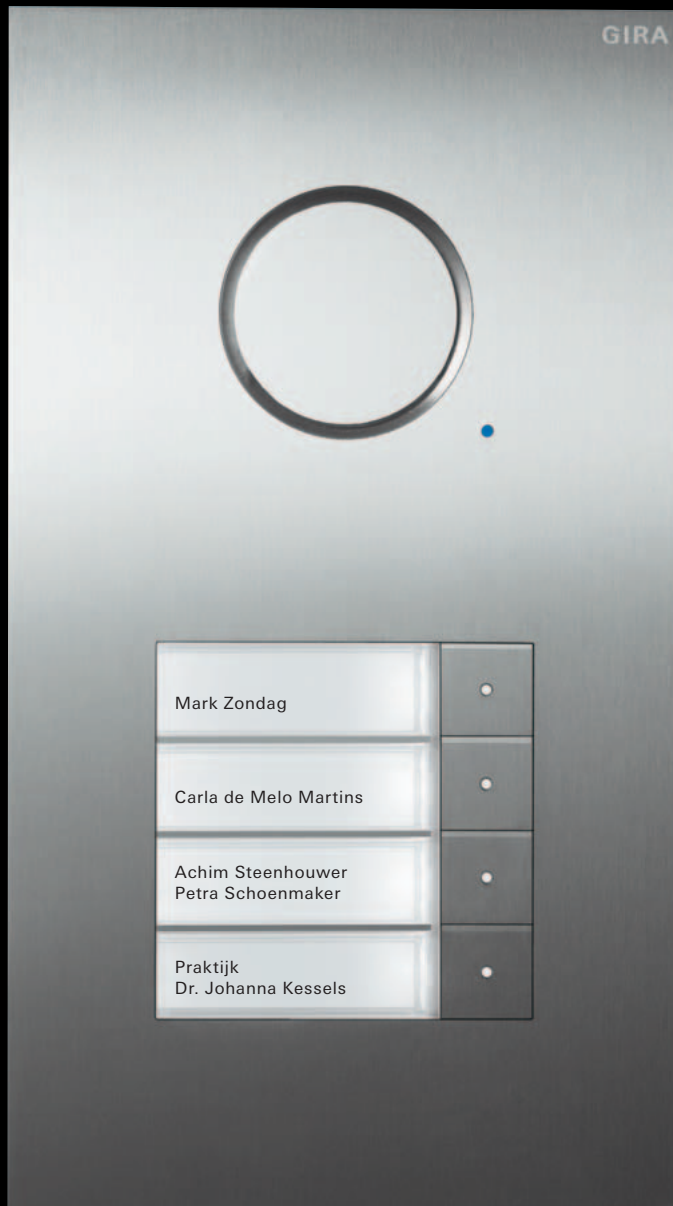 GIRA
Mark Zondag
Carla de Melo Martins
Achim Steenhouwer
Petra Schoenmaker
Praktijk
Dr. Johanna Kessels